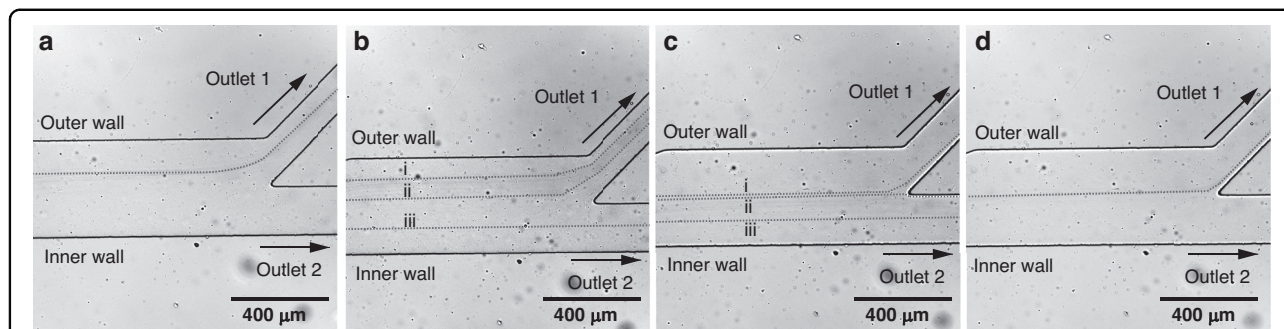 a
Outlet 1
Outer wall
Inner wall
Outlet 2
400 μm
b
Outlet 1
Outer wall
i
ii
iii
Inner wall
Outlet 2
400 μm
c
Outlet 1
Outer wall
i
ii
iii
Inner wall
Outlet 2
400 μm
d
Outlet 1
Outer wall
Inner wall
Outlet 2
400 μm